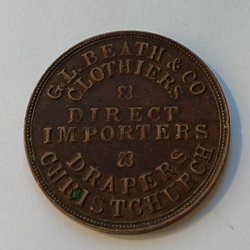 G.L. BEATH & CO
CLOTHIERS
DIRECT
IMPORTERS
DRAPERS
CHRISTCHURCH